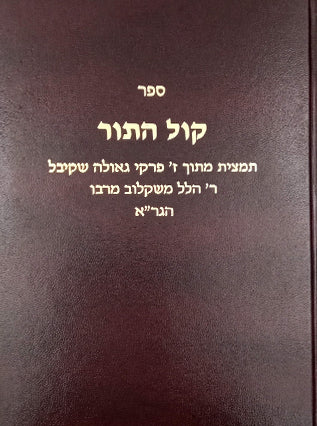 ספר
קול התור
תמצית מתוך ז' פרקי גאולה שקיבל
ר' הלל משקלוב מרבו
הגר"א